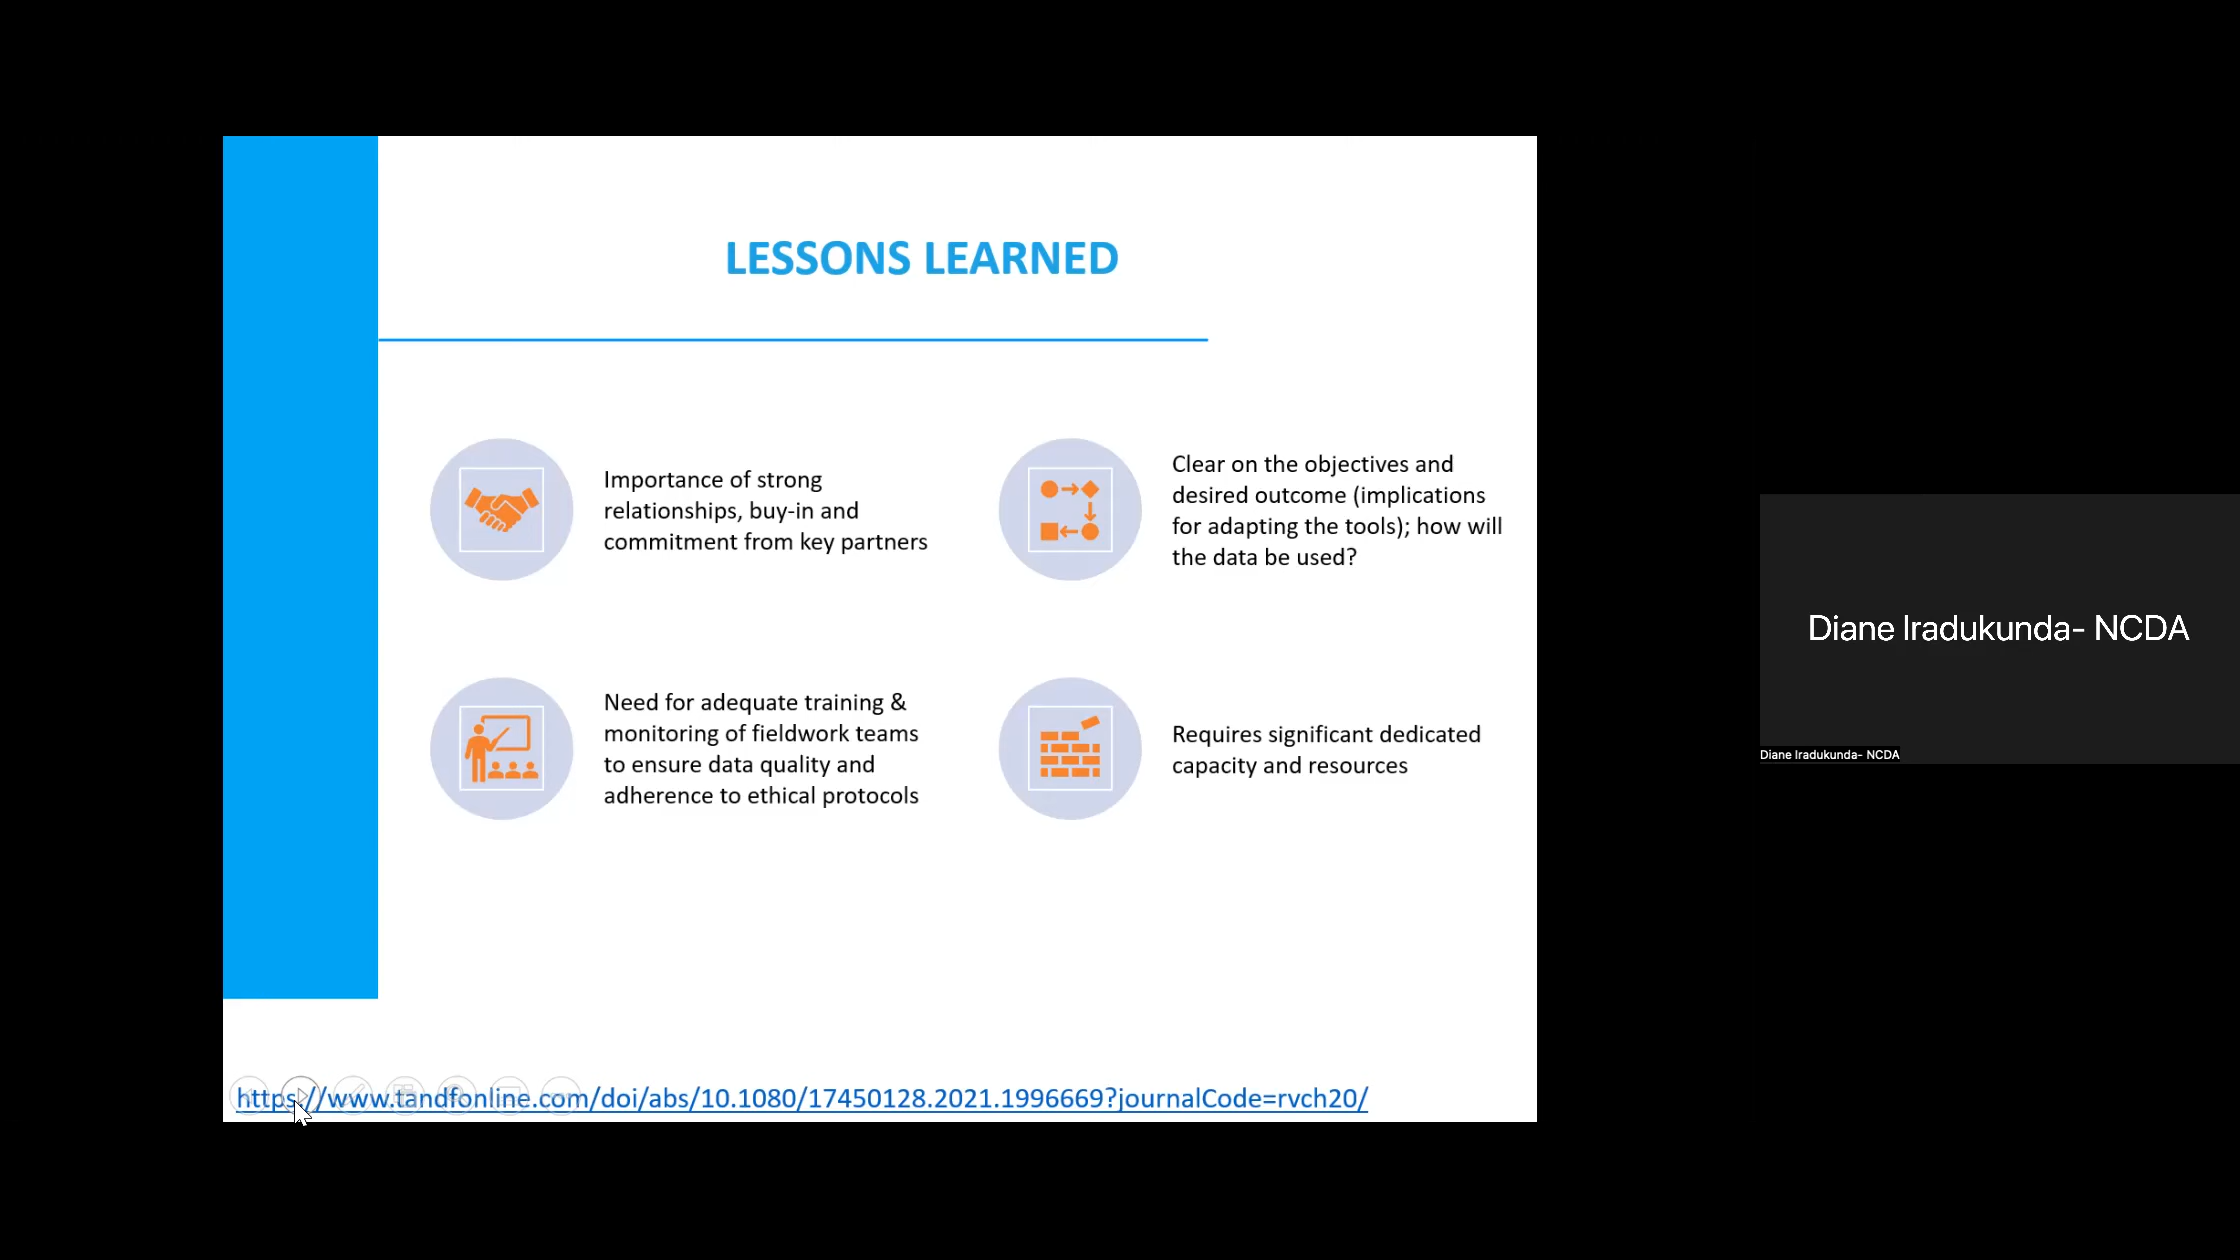 LESSONS LEARNED
Importance of strong
relationships, buy-in and
commitment from key partners
Clear on the objectives and
desired outcome (implications
for adapting the tools); how will
the data be used?
Need for adequate training &
monitoring of fieldwork teams
to ensure data quality and
adherence to ethical protocols
Requires significant dedicated
capacity and resources
https://www.tandfonline.com/doi/abs/10.1080/17450128.2021.1996669?journalCode=rvch20/
Diane Iradukunda- NCDA
Diane Iradukunda- NCDA